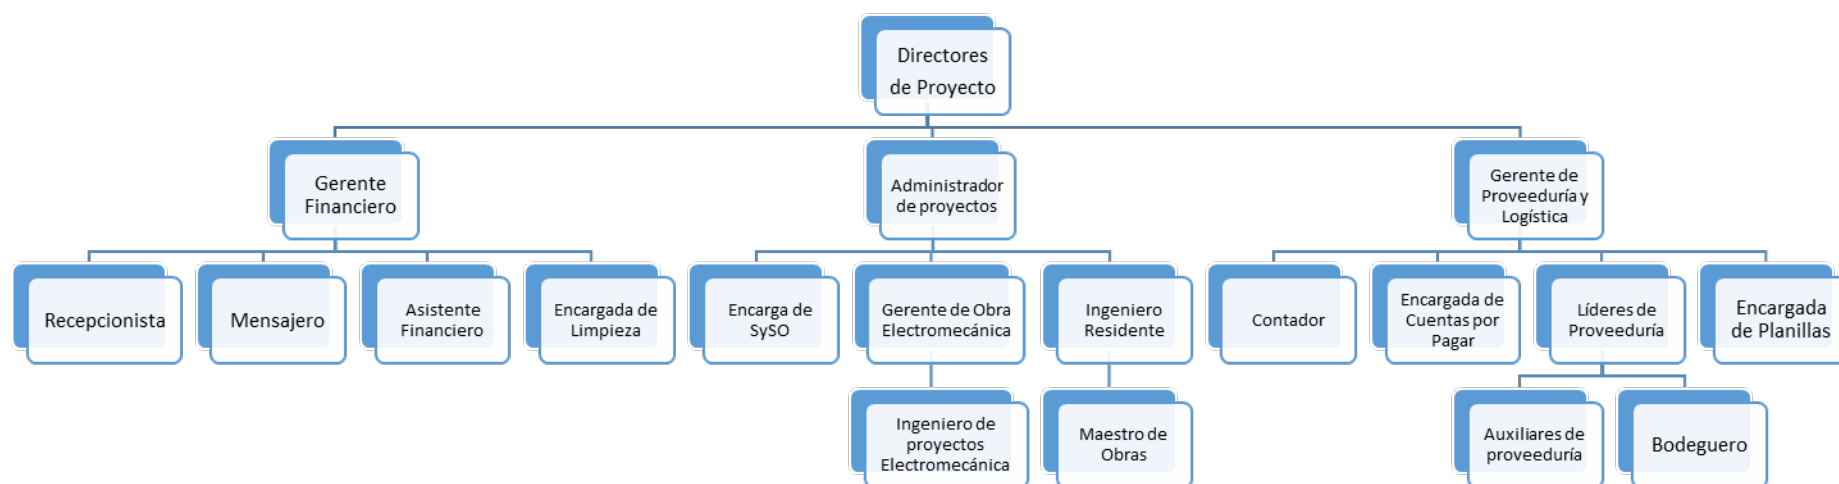 Directores
de Proyecto
Gerente
Financiero
Administrador
de proyectos
Gerente de
Proveeduría y
Logística
Recepcionista
Mensajero
Asistente
Financiero
Encargada de
Limpieza
Encarga de
SySO
Gerente de Obra
Electromecánica
Ingeniero
Residente
Contador
Encargada de
Cuentas por
Pagar
Líderes de
Proveeduría
Encargada
de Planillas
Ingeniero de
proyectos
Electromecánica
Maestro de
Obras
Auxiliares de
proveeduría
Bodeguero